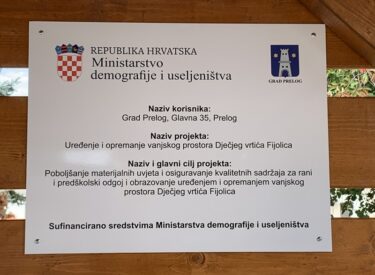 REPUBLIKA HRVATSKA
Ministarstvo
demografije i useljeništva
GRAD PRELOG
Naziv korisnika:
Grad Prelog, Glavna 35, Prelog
Naziv projekta:
Uređenje i opremanje vanjskog prostora Dječjeg vrtića Fijolica
Naziv i glavni cilj projekta:
Poboljšanje materijalnih uvjeta i osiguravanje kvalitetnih sadržaja za rani
i predškolski odgoj i obrazovanje uređenjem i opremanjem vanjskog
prostora Dječjeg vrtića Fijolica
Sufinancirano sredstvima Ministarstva demografije i useljeništva